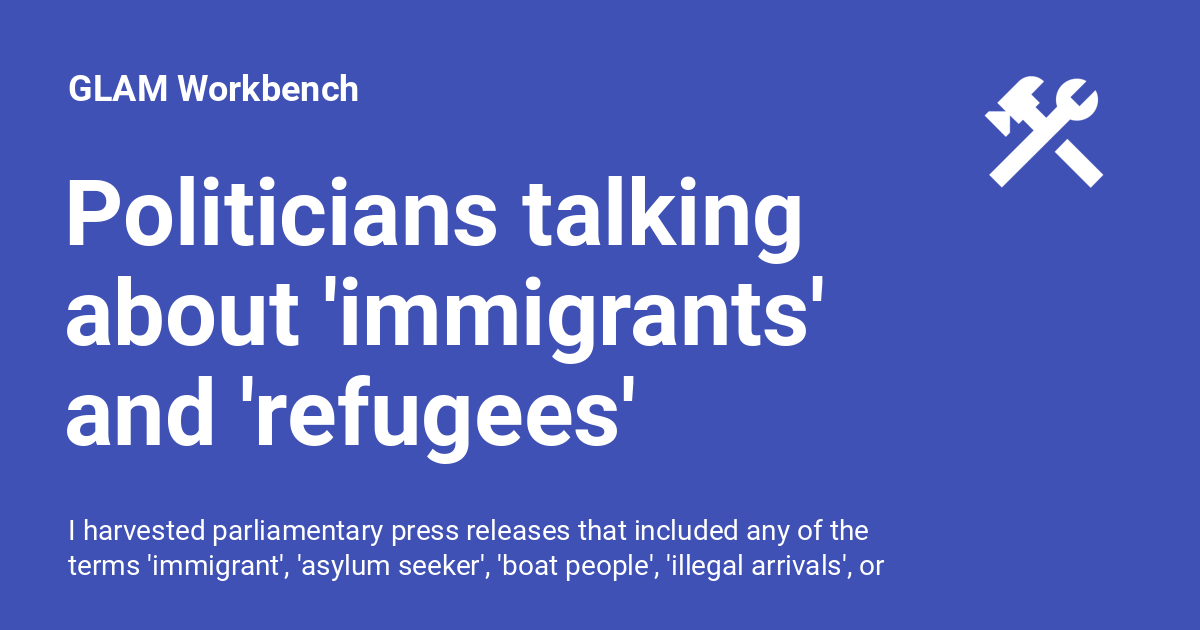 GLAM Workbench
Politicians talking
about 'immigrants'
and 'refugees'
I harvested parliamentary press releases that included any of the
terms 'immigrant', 'asylum seeker', 'boat people', 'illegal arrivals', or